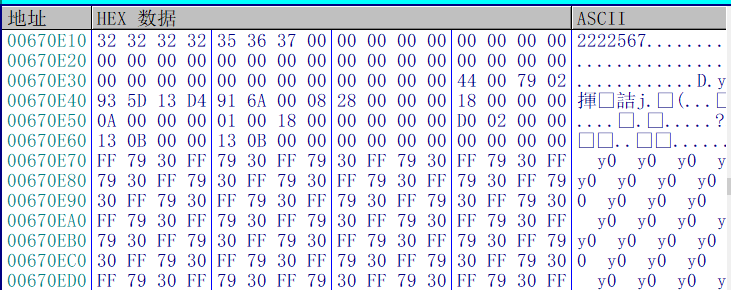 地址 HEX 数据 ASCII
00670E10 32 32 32 32 35 36 37 00 00 00 00 00 00 00 00 00 2222567.........
00670E20 00 00 00 00 00 00 00 00 00 00 00 00 00 00 00 00 ................
00670E30 00 00 00 00 00 00 00 00 00 00 00 00 44 00 79 02 ............D.y
00670E40 93 5D 13 D4 91 6A 00 08 28 00 00 00 18 00 00 00 揮□詰j.□(...□
00670E50 0A 00 00 00 01 00 18 00 00 00 00 00 D0 02 00 00 ....□.□.....?
00670E60 13 0B 00 00 13 0B 00 00 00 00 00 00 00 00 00 00 □□..□□......
00670E70 FF 79 30 FF 79 30 FF 79 30 FF 79 30 FF 79 30 FF y0 y0 y0 y
00670E80 79 30 FF 79 30 FF 79 30 FF 79 30 FF 79 30 FF 79 y0 y0 y0 y0
00670E90 30 FF 79 30 FF 79 30 FF 79 30 FF 79 30 FF 79 30 0 y0 y0 y0
00670EA0 FF 79 30 FF 79 30 FF 79 30 FF 79 30 FF 79 30 FF y0 y0 y0 y
00670EB0 79 30 FF 79 30 FF 79 30 FF 79 30 FF 79 30 FF 79 y0 y0 y0 y0
00670EC0 30 FF 79 30 FF 79 30 FF 79 30 FF 79 30 FF 79 30 0 y0 y0 y0
00670ED0 FF 79 30 FF 79 30 FF 79 30 FF 79 30 FF 79 30 FF y0 y0 y0 y